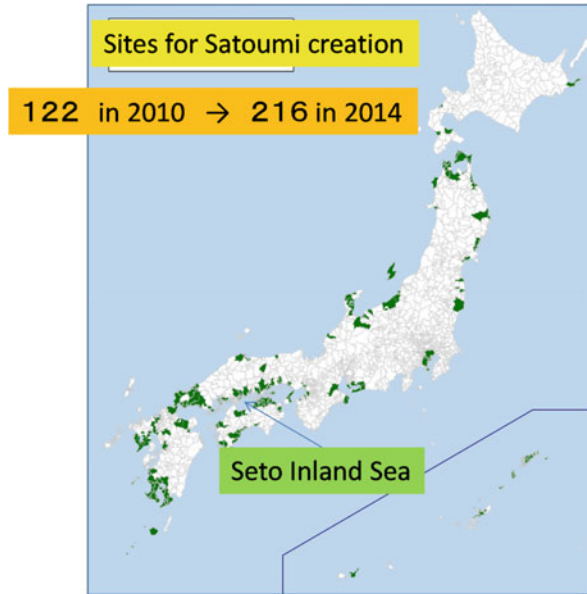 Sites for Satoumi creation
122 in 2010 → 216 in 2014
Seto Inland Sea